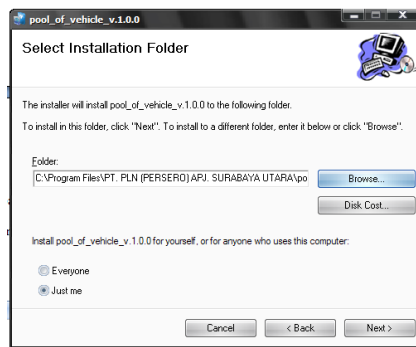 pool_of_vehicle_v.1.0.0
Select Installation Folder
The installer will install pool_of_vehicle_v.1.0.0 to the following folder.
To install in this folder, click "Next". To install to a different folder, enter it below or click "Browse".
Folder:
C:\Program Files\PT. PLN (PERSERO) APJ. SURABAYA UTARA\po
Browse...
Disk Cost...
Install pool_of_vehicle_v.1.0.0 for yourself, or for anyone who uses this computer:
Everyone
Just me
Cancel
< Back
Next >